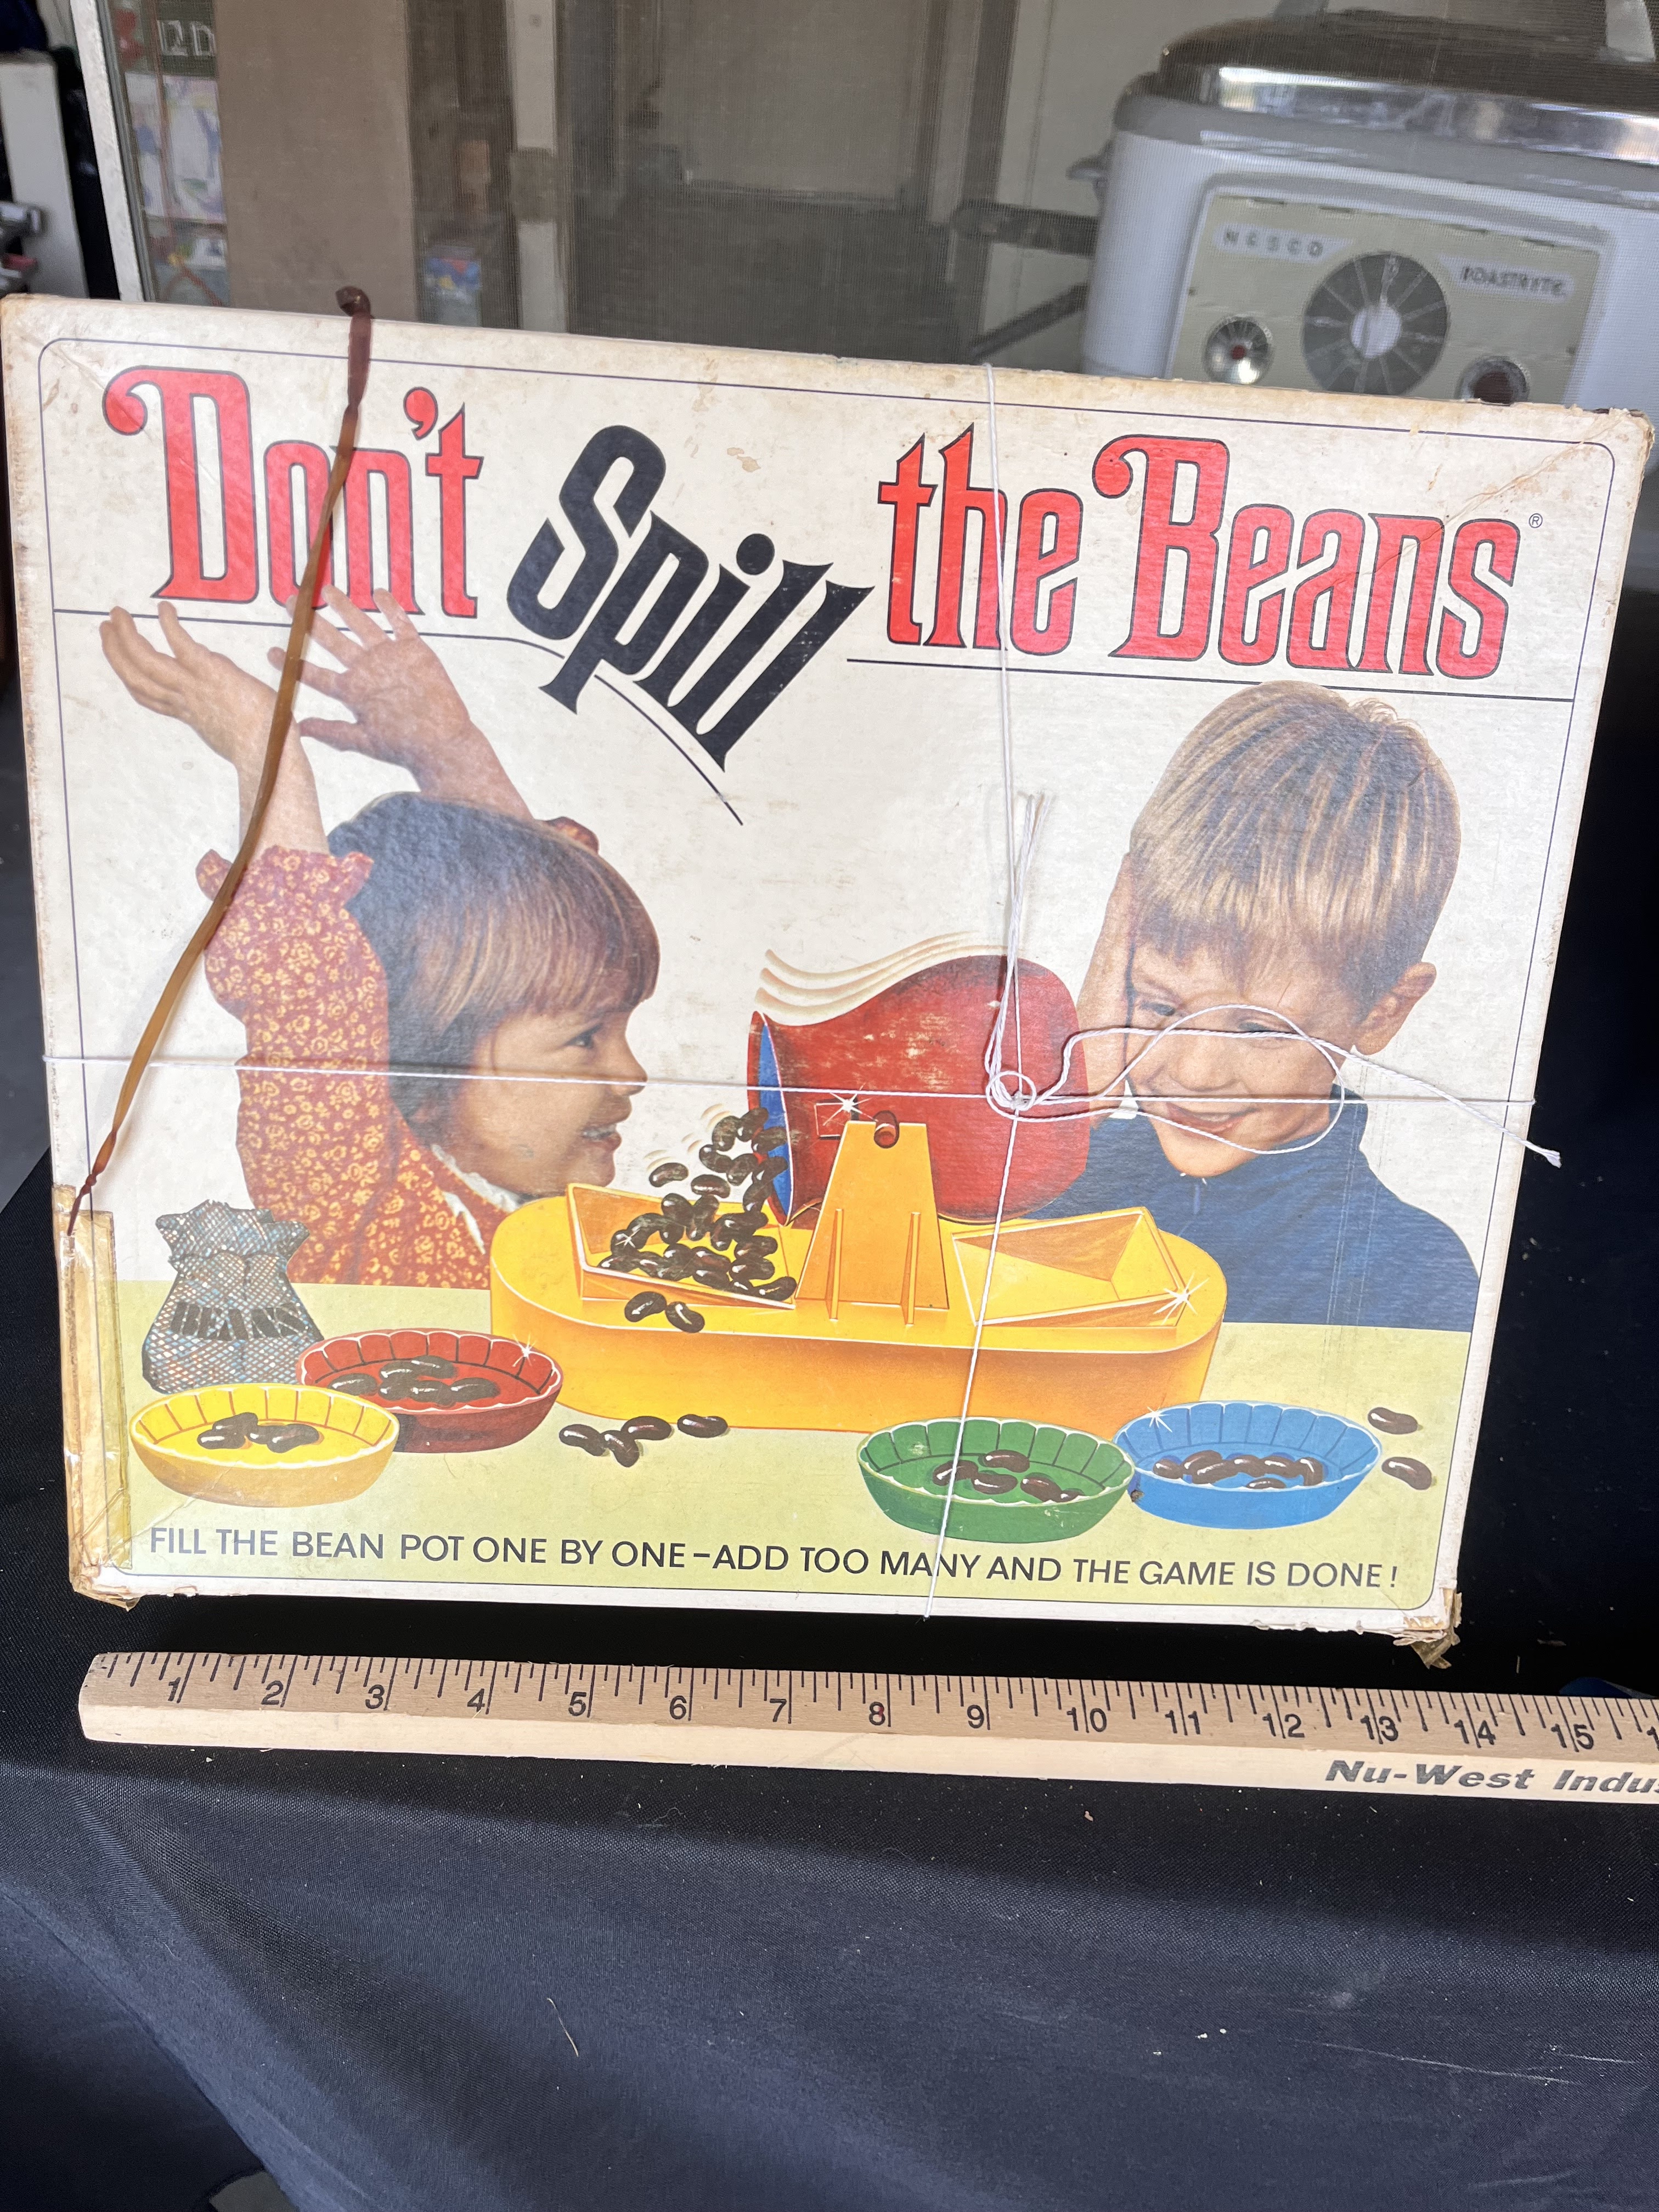 NESCO
ROASTRITE
Don't Spill the Beans®
BEANS
FILL THE BEAN POT ONE BY ONE–ADD TOO MANY AND THE GAME IS DONE!
1 2 3 4 5 6 7 8 9 10 11 12 13 14 15
Nu-West